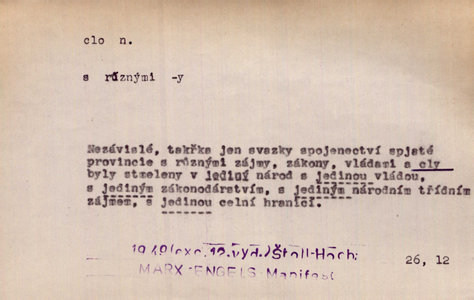 clo n.
s různými -y
Nezávislé, takřka jen svazky spojenectví spjaté
provincie s různými zájmy, zákony, vládami a cly
byly stmeleny v jediný národ s jedinou vládou,
s jediným zákonodárstvím, s jediným národním třídním
zájmem, s jedinou celní hranicí.
1949(exc. 12.vyd.)Štoll-Hoch:
MARX-ENGELS Manifest
26, 12